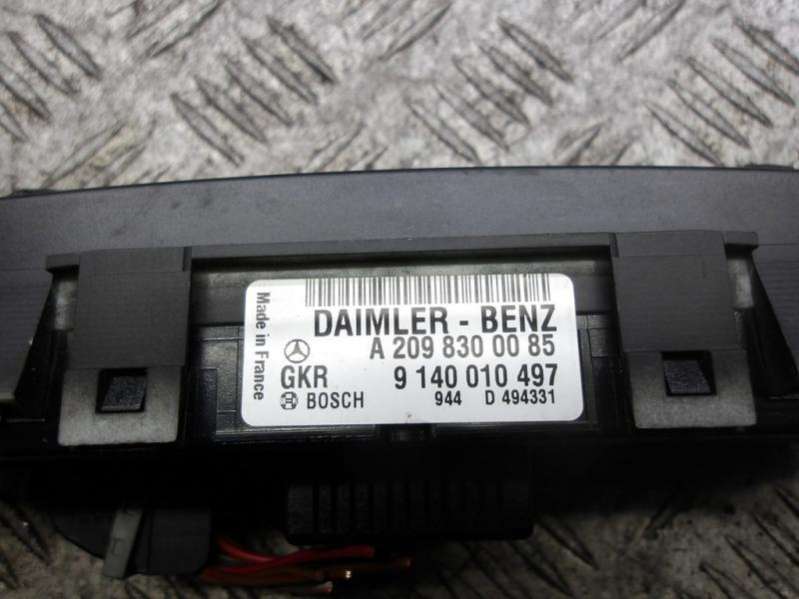 Made in France
DAIMLER - BENZ
A 209 830 00 85
GKR 9 140 010 497
BOSCH 944 D 494331